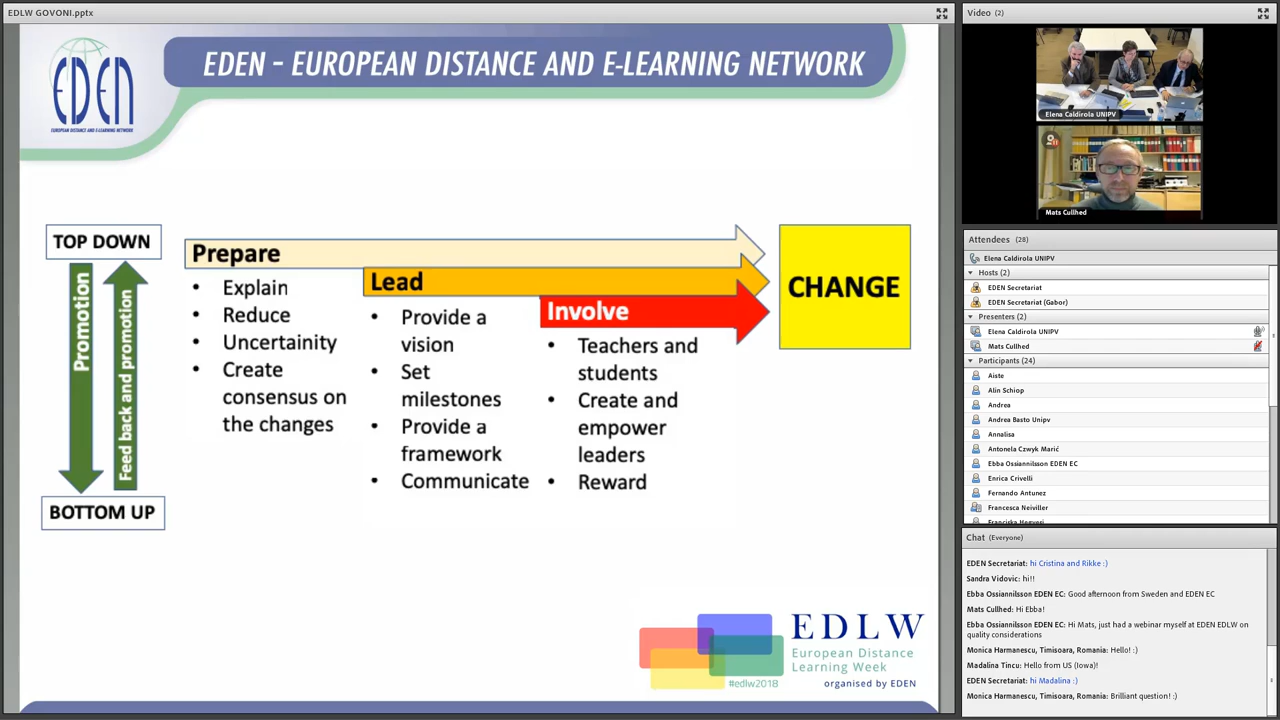 EDLW GOVONI.pptx
EDEN
EUROPEAN DISTANCE AND E-LEARNING NETWORK
EDEN - EUROPEAN DISTANCE AND E-LEARNING NETWORK
TOP DOWN
Promotion
Feed back and promotion
BOTTOM UP
Prepare
• Explain
• Reduce
• Uncertainity
• Create
consensus on
the changes
Lead
• Provide a
vision
• Set
milestones
• Provide a
framework
• Communicate
Involve
• Teachers and
students
• Create and
empower
leaders
• Reward
CHANGE
EDLW
European Distance
Learning Week
#edlw2018
organised by EDEN
Video (2)
Elena Caldirola UNIPV
Mats Cullhed
Attendees (28)
Elena Caldirola UNIPV
Hosts (2)
EDEN Secretariat
EDEN Secretariat (Gabor)
Presenters (2)
Elena Caldirola UNIPV
Mats Cullhed
Participants (24)
Aiste
Alin Schiop
Andrea
Andrea Basto Unipv
Annalisa
Antonela Czwyk Marić
Ebba Ossiannilsson EDEN EC
Enrica Crivelli
Fernando Antunez
Francesca Neiviller
Chat (Everyone)
EDEN Secretariat: hi Cristina and Rikke :)
Sandra Vidovic: hi!!
Ebba Ossiannilsson EDEN EC: Good afternoon from Sweden and EDEN EC
Mats Cullhed: Hi Ebba!
Ebba Ossiannilsson EDEN EC: Hi Mats, just had a webinar myself at EDEN EDLW on
quality considerations
Monica Harmanescu, Timisoara, Romania: Hello! :)
Madalina Tincu: Hello from US (Iowa)!
EDEN Secretariat: hi Madalina :)
Monica Harmanescu, Timisoara, Romania: Brilliant question! :)